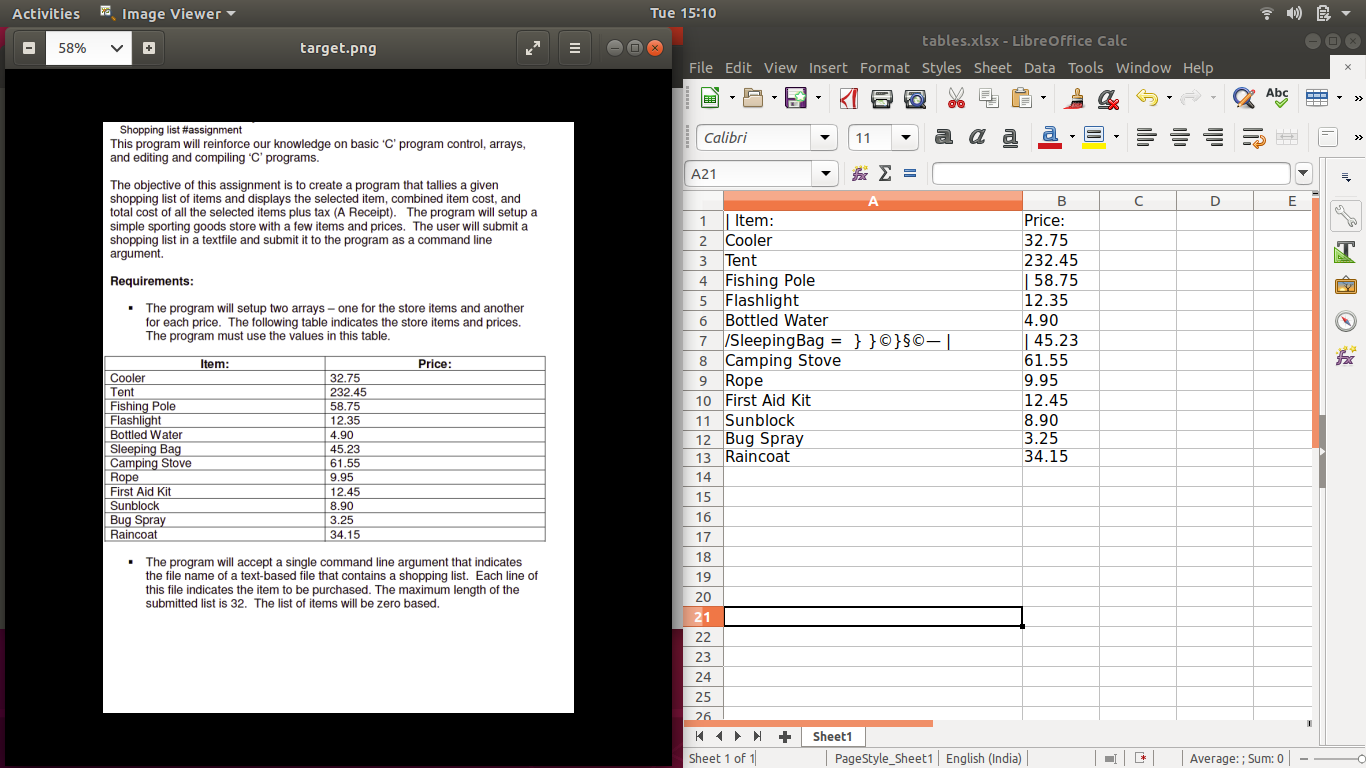 Activities Image Viewer Tue 15:10
58% target.png
Shopping list #assignment
This program will reinforce our knowledge on basic ‘C’ program control, arrays,
and editing and compiling ‘C’ programs.
The objective of this assignment is to create a program that tallies a given
shopping list of items and displays the selected item, combined item cost, and
total cost of all the selected items plus tax (A Receipt). The program will setup a
simple sporting goods store with a few items and prices. The user will submit a
shopping list in a textfile and submit it to the program as a command line
argument.
Requirements:
▪ The program will setup two arrays – one for the store items and another
for each price. The following table indicates the store items and prices.
The program must use the values in this table.
Item: Price:
Cooler 32.75
Tent 232.45
Fishing Pole 58.75
Flashlight 12.35
Bottled Water 4.90
Sleeping Bag 45.23
Camping Stove 61.55
Rope 9.95
First Aid Kit 12.45
Sunblock 8.90
Bug Spray 3.25
Raincoat 34.15
▪ The program will accept a single command line argument that indicates
the file name of a text-based file that contains a shopping list. Each line of
this file indicates the item to be purchased. The maximum length of the
submitted list is 32. The list of items will be zero based.
tables.xlsx - LibreOffice Calc
File Edit View Insert Format Styles Sheet Data Tools Window Help
Abc »
Calibri 11 a a a a »
A21 fx Σ =
A B C D E
1 | Item: Price:
2 Cooler 32.75
3 Tent 232.45
4 Fishing Pole | 58.75
5 Flashlight 12.35
6 Bottled Water 4.90
7 /SleepingBag = } }©}§©— | | 45.23
8 Camping Stove 61.55
9 Rope 9.95
10 First Aid Kit 12.45
11 Sunblock 8.90
12 Bug Spray 3.25
13 Raincoat 34.15
14
15
16
17
18
19
20
21
22
23
24
25
26
Sheet1
Sheet 1 of 1 PageStyle_Sheet1 English (India) Average: ; Sum: 0